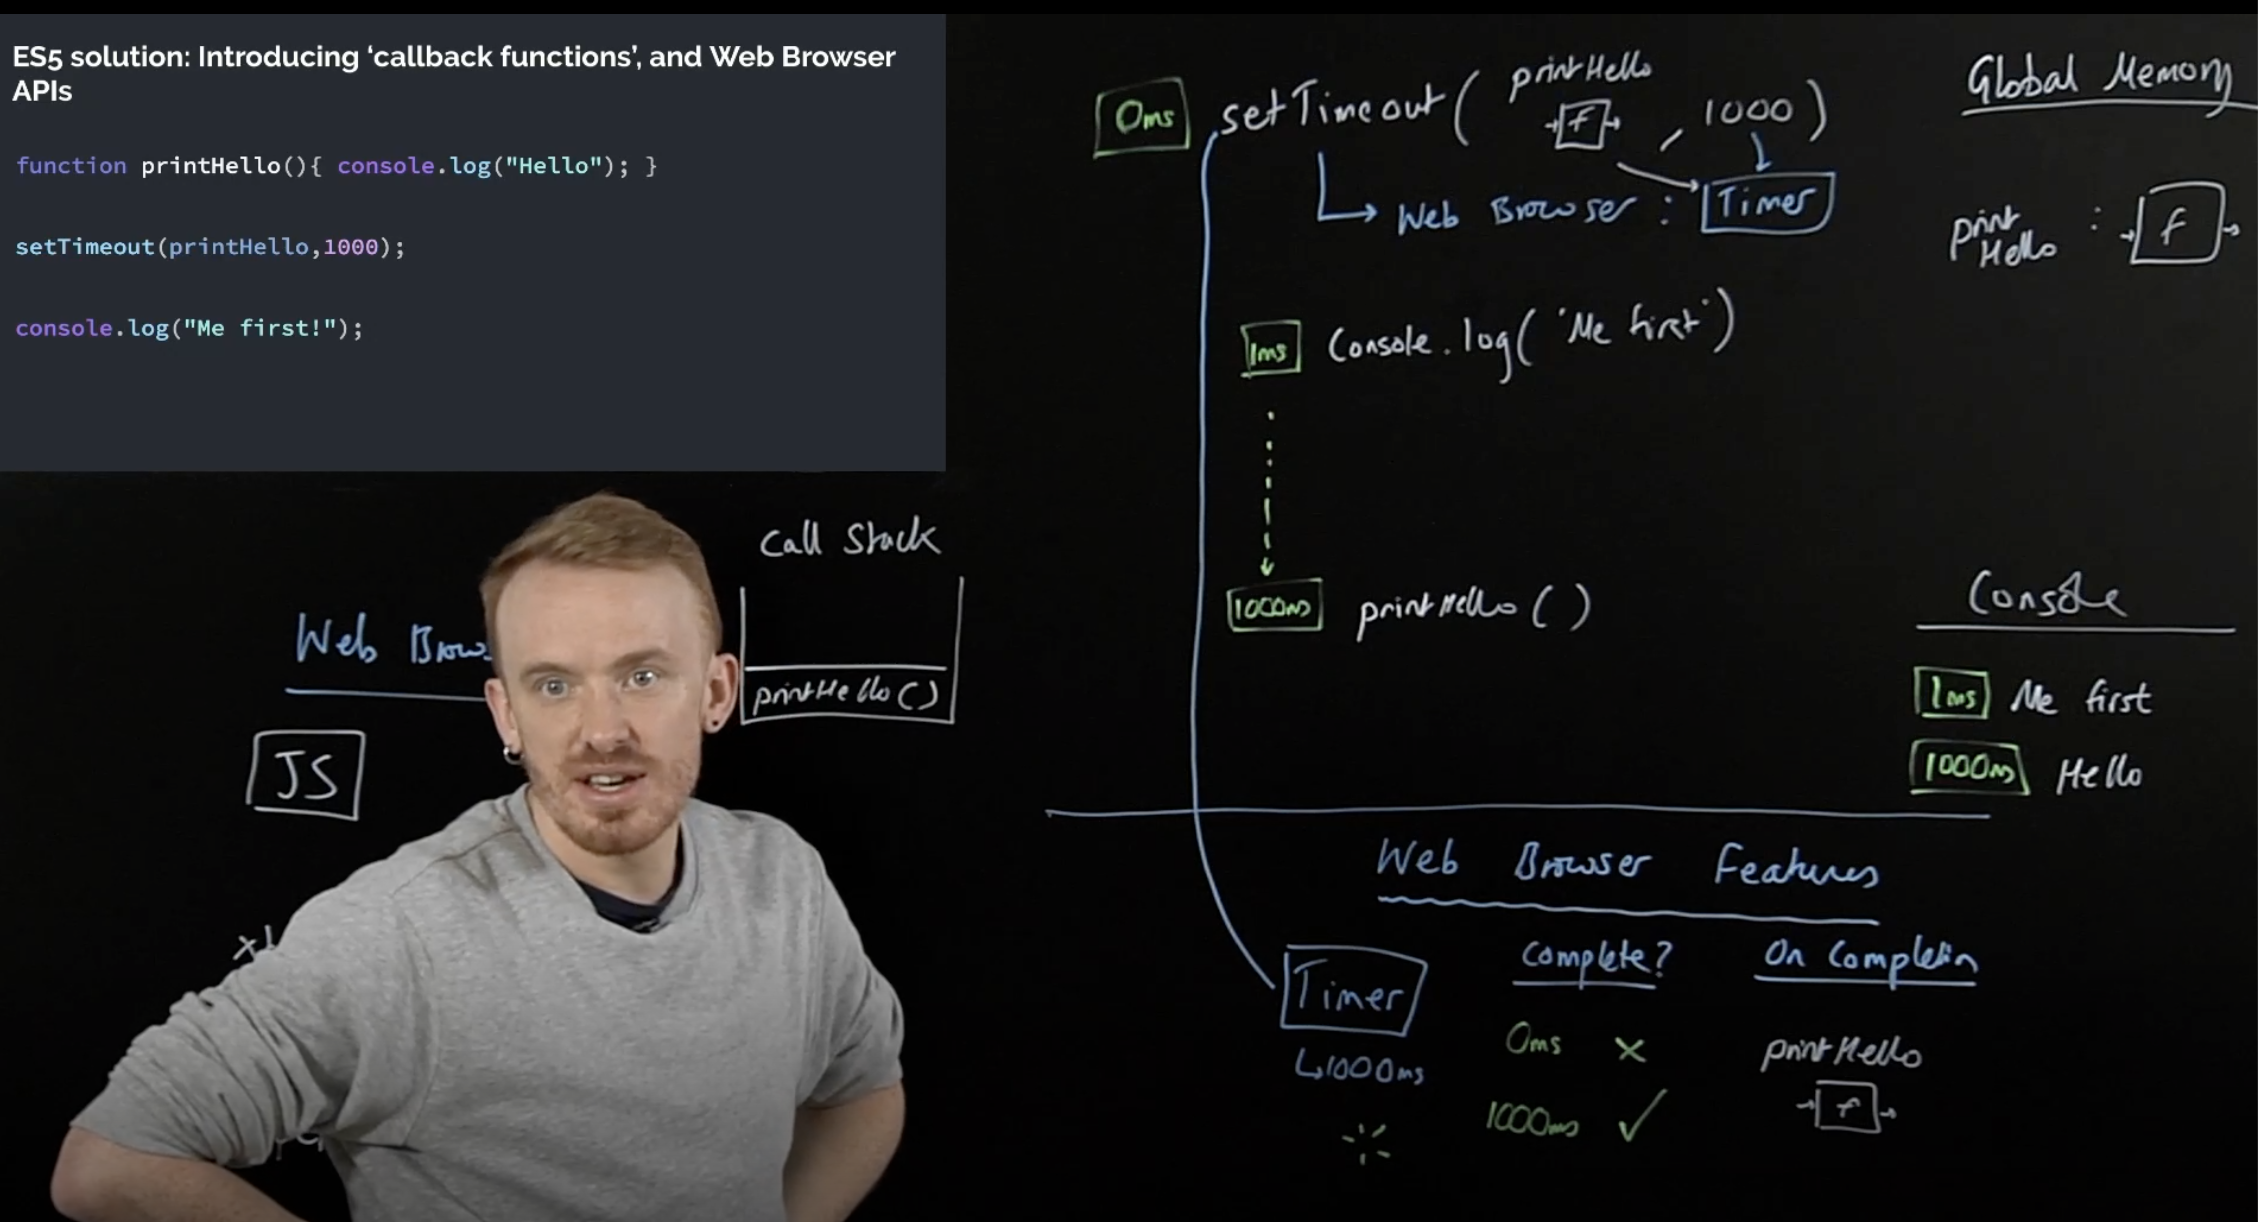 ES5 solution: Introducing ‘callback functions’, and Web Browser
APIs
function printHello(){ console.log("Hello"); }
setTimeout(printHello,1000);
console.log("Me first!");
0ms setTimeout( printHello f , 1000 )
Web Browser : Timer
1ms Console.log( 'Me first' )
1000ms printHello ( )
Global Memory
print
Hello : f
Call Stack
printHello()
Web
JS
Console
1ms Me first
1000ms Hello
Web Browser Features
Timer Complete? On Completion
1000ms 0ms × printHello
1000ms ✓ f